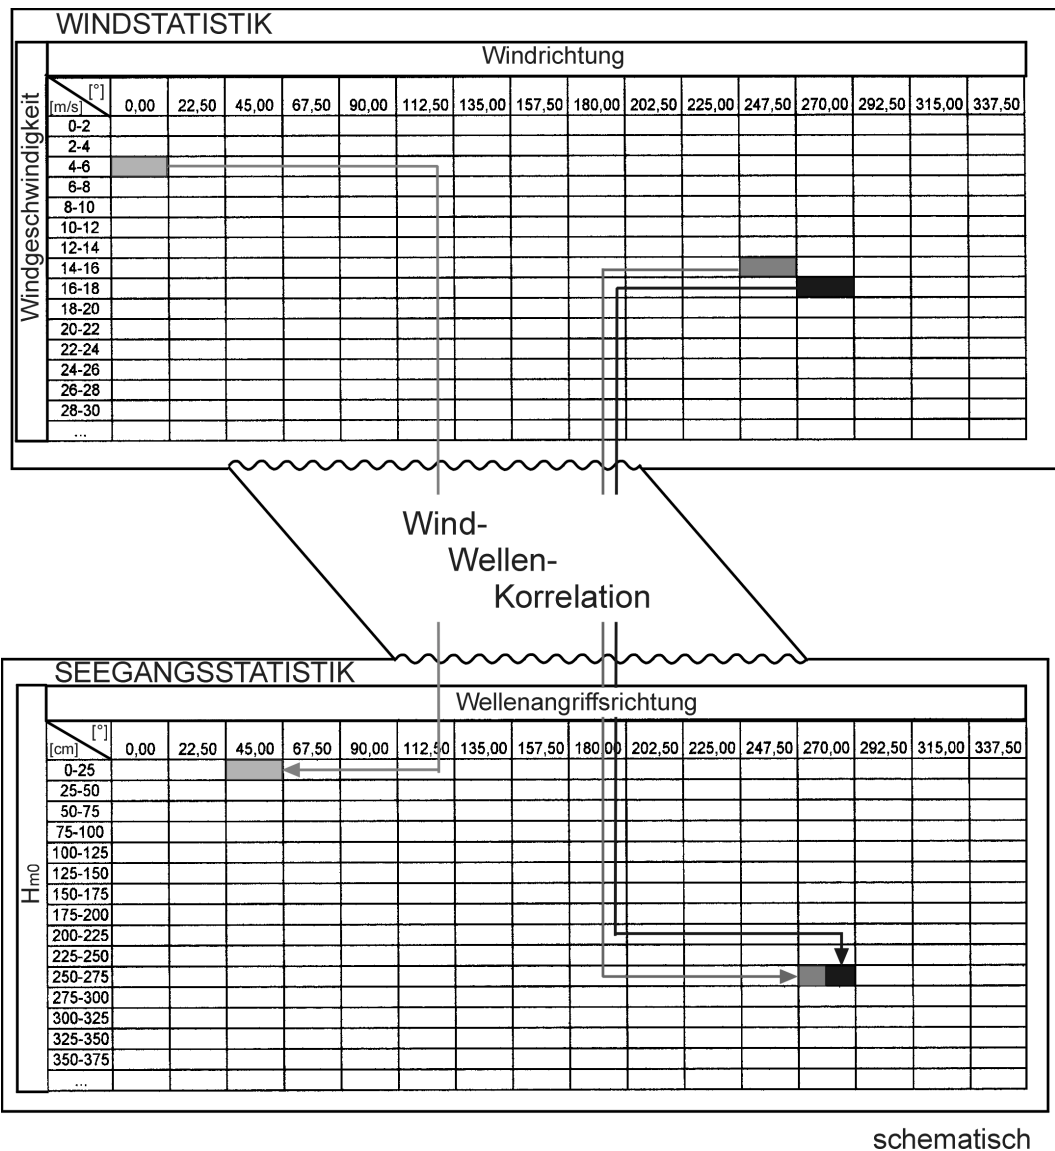 WINDSTATISTIK
Windrichtung
Windgeschwindigkeit
[°]
[m/s] 0,00 22,50 45,00 67,50 90,00 112,50 135,00 157,50 180,00 202,50 225,00 247,50 270,00 292,50 315,00 337,50
0-2
2-4
4-6
6-8
8-10
10-12
12-14
14-16
16-18
18-20
20-22
22-24
24-26
26-28
28-30
...
Wind-
Wellen-
Korrelation
SEEGANGSSTATISTIK
Wellenangriffsrichtung
Hm0
[°]
[cm] 0,00 22,50 45,00 67,50 90,00 112,50 135,00 157,50 180,00 202,50 225,00 247,50 270,00 292,50 315,00 337,50
0-25
25-50
50-75
75-100
100-125
125-150
150-175
175-200
200-225
225-250
250-275
275-300
300-325
325-350
350-375
...
schematisch